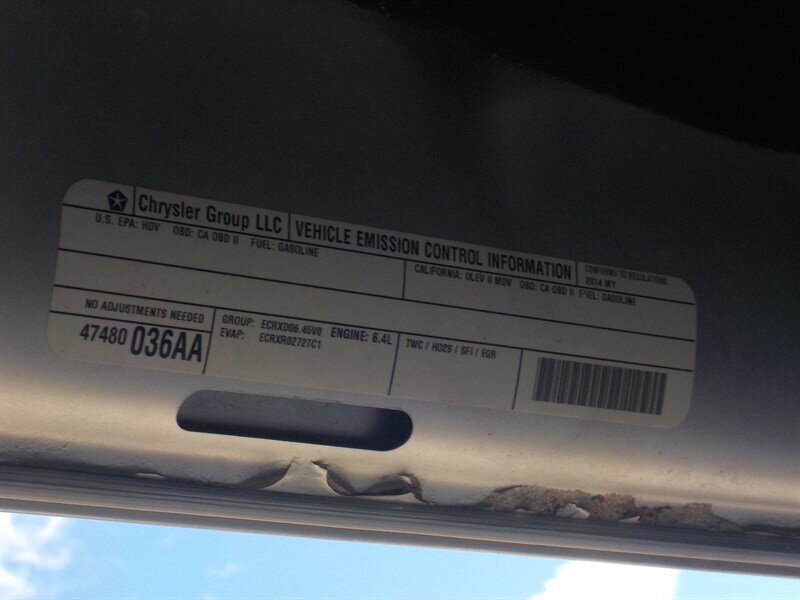 Chrysler Group LLC VEHICLE EMISSION CONTROL INFORMATION CONFORMS TO REGULATIONS:
2014 MY
U.S. EPA: HDV OBD: CA OBD II FUEL: GASOLINE
CALIFORNIA: ULEV II MDV OBD: CA OBD II FUEL: GASOLINE
NO ADJUSTMENTS NEEDED
47480 036AA
GROUP: ECRXD06.45V0 ENGINE: 6.4L
EVAP: ECRXR0272TC1
TWC / HO2S / SFI / EGR